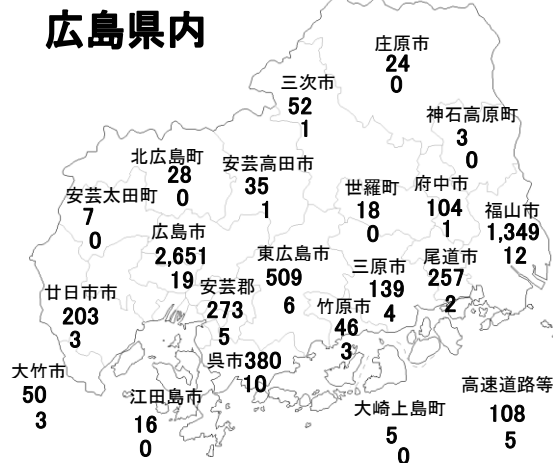 広島県内
庄原市
24
0
三次市
52
1
神石高原町
3
0
北広島町
28
0
安芸高田市
35
1
世羅町
18
0
府中市
104
1
安芸太田町
7
0
福山市
1,349
12
広島市
2,651
19
東広島市
509
6
三原市
139
4
尾道市
257
2
廿日市市
203
3
安芸郡
273
5
竹原市
46
3
呉市380
10
大竹市
50
3
江田島市
16
0
大崎上島町
5
0
高速道路等
108
5